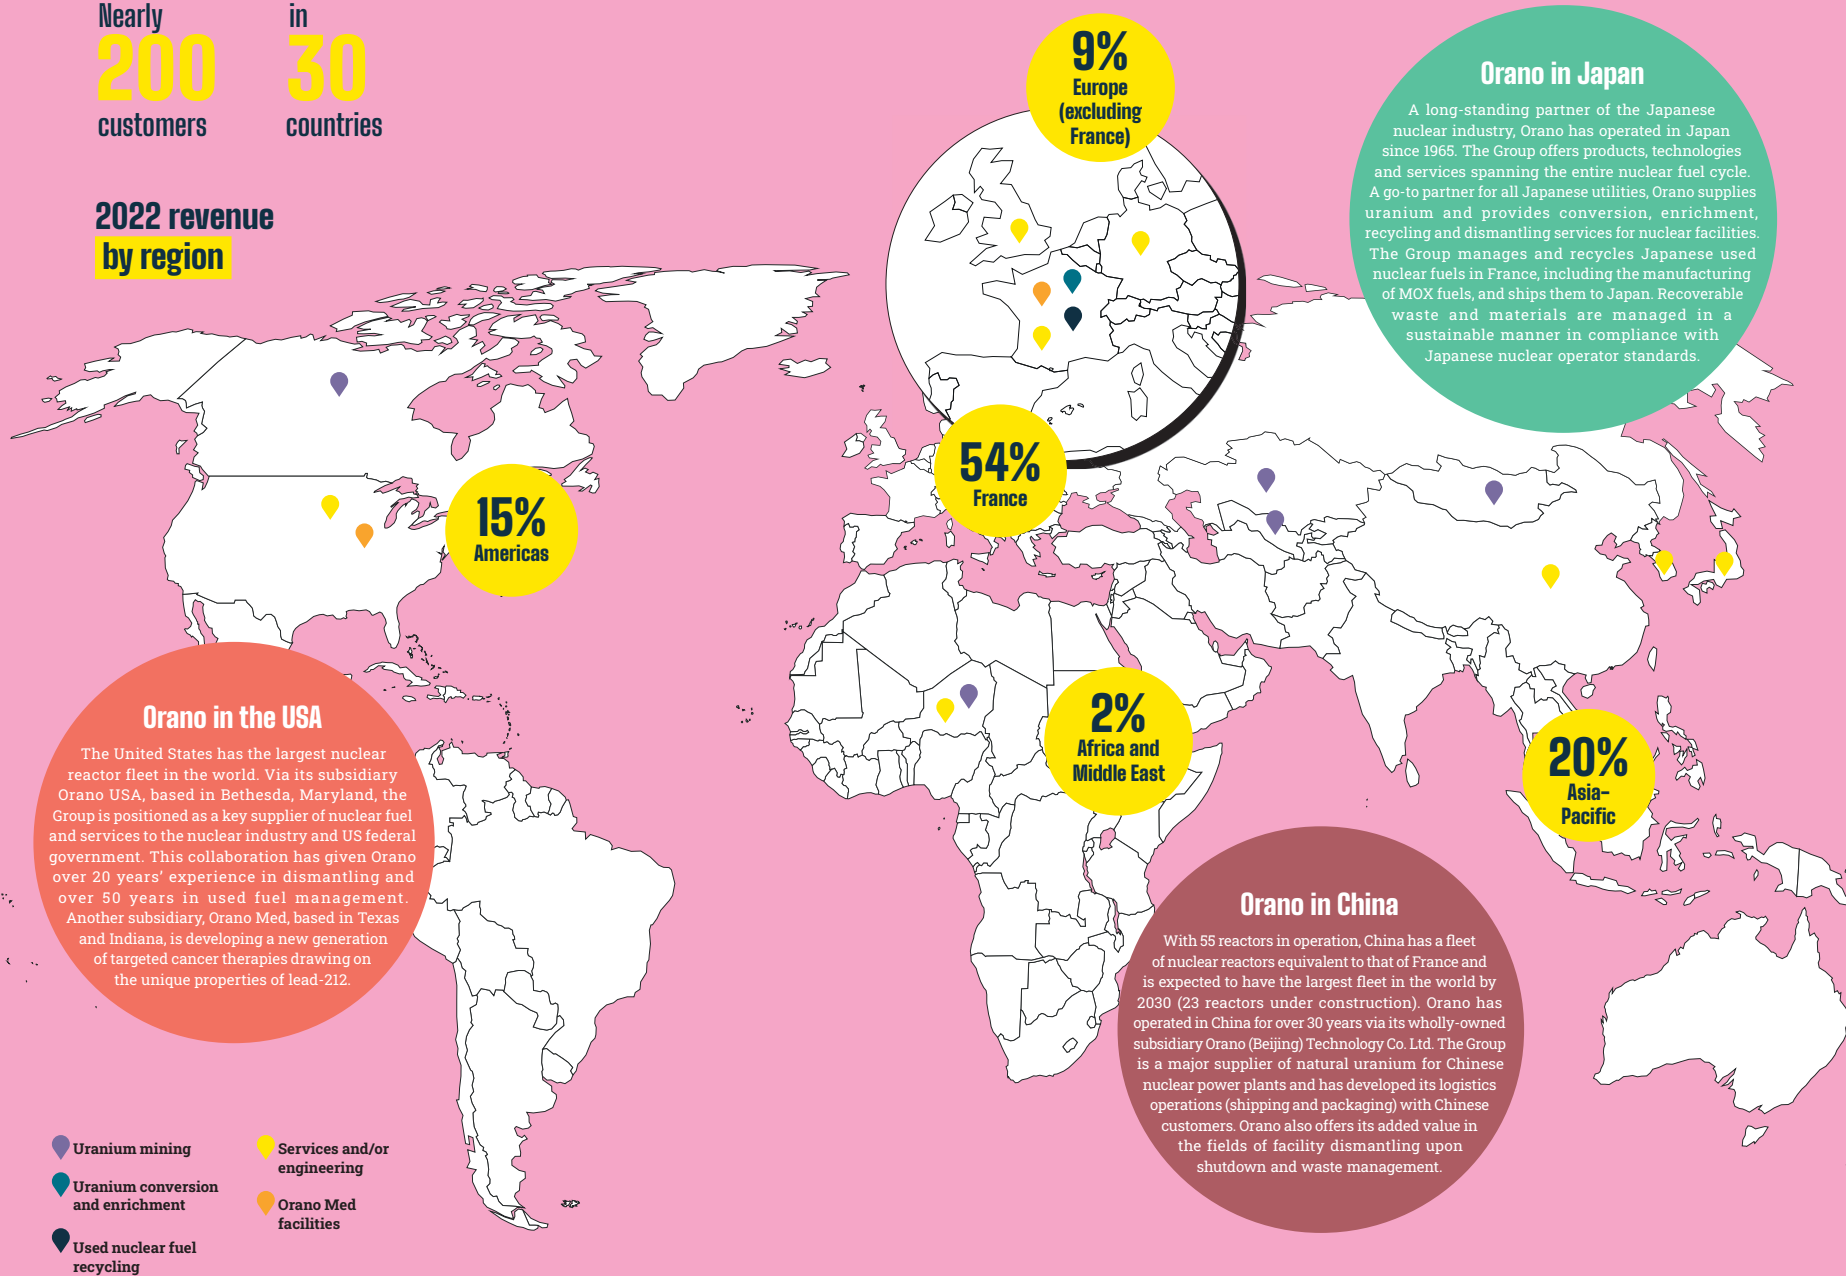 Nearly
200
customers
in
30
countries
2022 revenue
by region
9%
Europe
(excluding
France)
Orano in Japan
A long-standing partner of the Japanese
nuclear industry, Orano has operated in Japan
since 1965. The Group offers products, technologies
and services spanning the entire nuclear fuel cycle.
A go-to partner for all Japanese utilities, Orano supplies
uranium and provides conversion, enrichment,
recycling and dismantling services for nuclear facilities.
The Group manages and recycles Japanese used
nuclear fuels in France, including the manufacturing
of MOX fuels, and ships them to Japan. Recoverable
waste and materials are managed in a
sustainable manner in compliance with
Japanese nuclear operator standards.
54%
France
15%
Americas
2%
Africa and
Middle East
20%
Asia-
Pacific
Orano in the USA
The United States has the largest nuclear
reactor fleet in the world. Via its subsidiary
Orano USA, based in Bethesda, Maryland, the
Group is positioned as a key supplier of nuclear fuel
and services to the nuclear industry and US federal
government. This collaboration has given Orano
over 20 years’ experience in dismantling and
over 50 years in used fuel management.
Another subsidiary, Orano Med, based in Texas
and Indiana, is developing a new generation
of targeted cancer therapies drawing on
the unique properties of lead-212.
Orano in China
With 55 reactors in operation, China has a fleet
of nuclear reactors equivalent to that of France and
is expected to have the largest fleet in the world by
2030 (23 reactors under construction). Orano has
operated in China for over 30 years via its wholly-owned
subsidiary Orano (Beijing) Technology Co. Ltd. The Group
is a major supplier of natural uranium for Chinese
nuclear power plants and has developed its logistics
operations (shipping and packaging) with Chinese
customers. Orano also offers its added value in
the fields of facility dismantling upon
shutdown and waste management.
Uranium mining
Uranium conversion
and enrichment
Used nuclear fuel
recycling
Services and/or
engineering
Orano Med
facilities